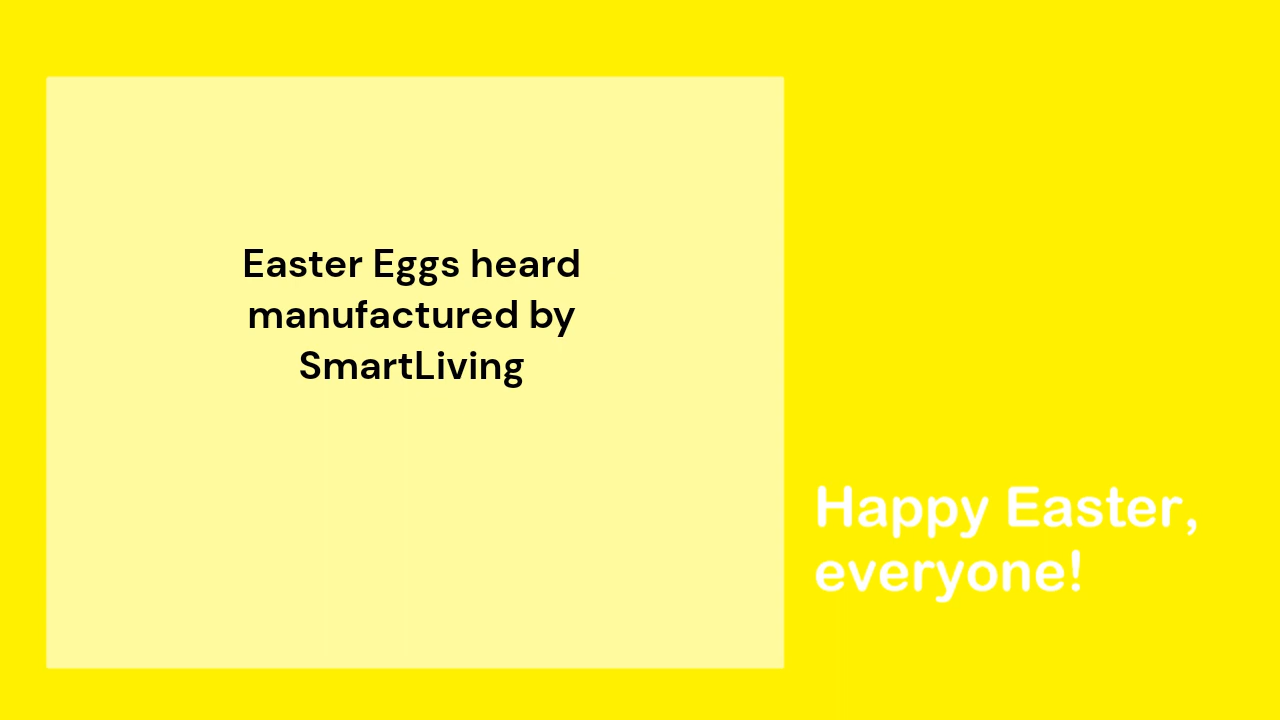 Easter Eggs heard
manufactured by
SmartLiving
Happy Easter,
everyone!